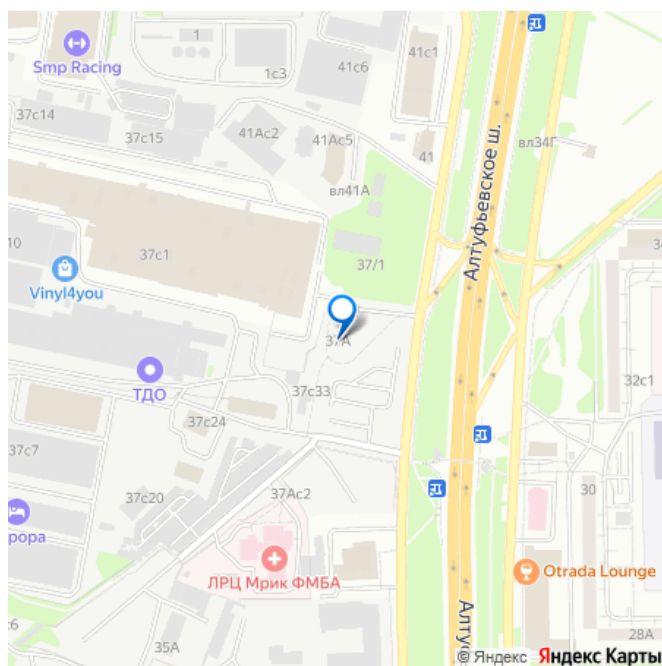 1
Smp Racing
1с3
41с6
41с1
37с14
37с15
41Ас2
41Ас5
41
вл34Г
вл41А
Алтуфьевское ш.
10
37с1
37/1
Vinyl4you
37А
ТДО
37с33
32с1
37с24
37с7
37с20
37Ас2
30
ропа
ЛРЦ Мрик ФМБА
Otrada Lounge
35А
Алту
28А
© Яндекс Яндекс Карты